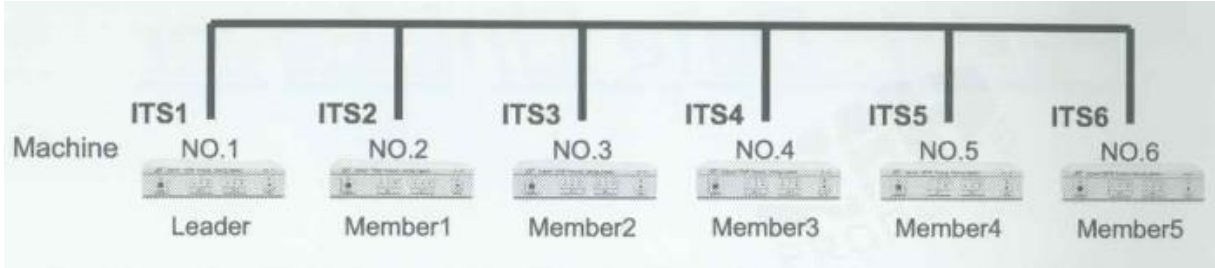 ITS1 ITS2 ITS3 ITS4 ITS5 ITS6
Machine NO.1 NO.2 NO.3 NO.4 NO.5 NO.6
Leader Member1 Member2 Member3 Member4 Member5